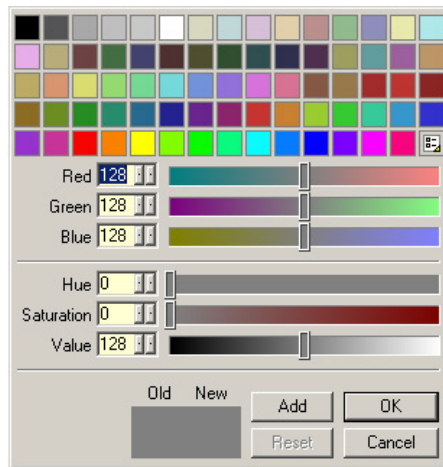 Red 128
Green 128
Blue 128
Hue 0
Saturation 0
Value 128
Old New
Add OK
Reset Cancel